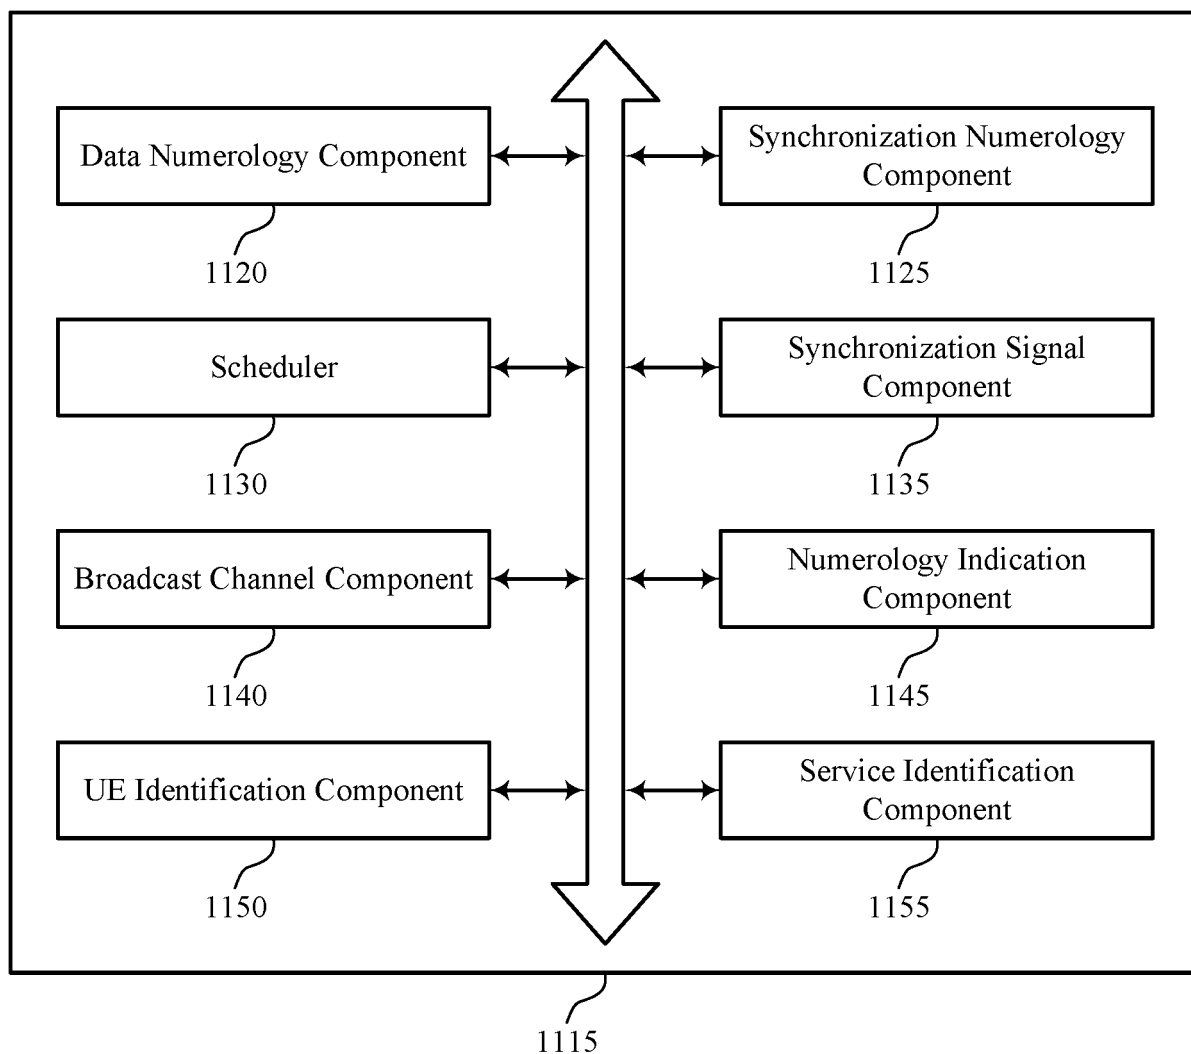 Data Numerology Component
1120
Synchronization Numerology
Component
1125
Scheduler
1130
Synchronization Signal
Component
1135
Broadcast Channel Component
1140
Numerology Indication
Component
1145
UE Identification Component
1150
Service Identification
Component
1155
1115